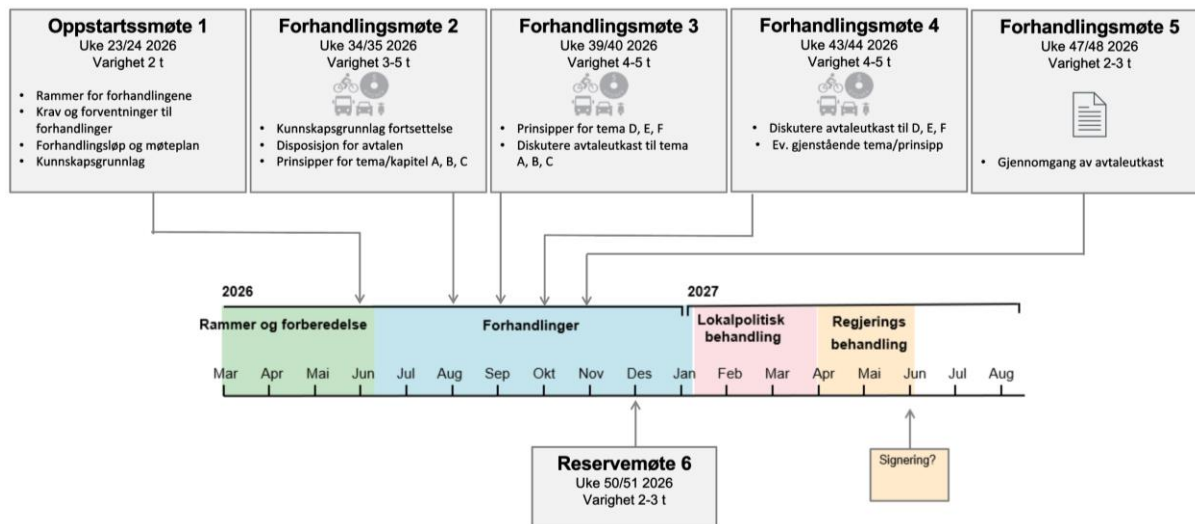 Oppstartssmøte 1
Uke 23/24 2026
Varighet 2 t
• Rammer for forhandlingene
• Krav og forventninger til
forhandlinger
• Forhandlingsløp og møteplan
• Kunnskapsgrunnlag
Forhandlingsmøte 2
Uke 34/35 2026
Varighet 3-5 t
• Kunnskapsgrunnlag fortsettelse
• Disposisjon for avtalen
• Prinsipper for tema/kapitel A, B, C
Forhandlingsmøte 3
Uke 39/40 2026
Varighet 4-5 t
• Prinsipper for tema D, E, F
• Diskutere avtaleutkast til tema
A, B, C
Forhandlingsmøte 4
Uke 43/44 2026
Varighet 4-5 t
• Diskutere avtaleutkast til D, E, F
• Ev. gjenstående tema/prinsipp
Forhandlingsmøte 5
Uke 47/48 2026
Varighet 2-3 t
• Gjennomgang av avtaleutkast
2026
2027
Rammer og forberedelse
Forhandlinger
Lokalpolitisk
behandling
Regjerings
behandling
Mar Apr Mai Jun Jul Aug Sep Okt Nov Des Jan Feb Mar Apr Mai Jun Jul Aug
Reservemøte 6
Uke 50/51 2026
Varighet 2-3 t
Signering?